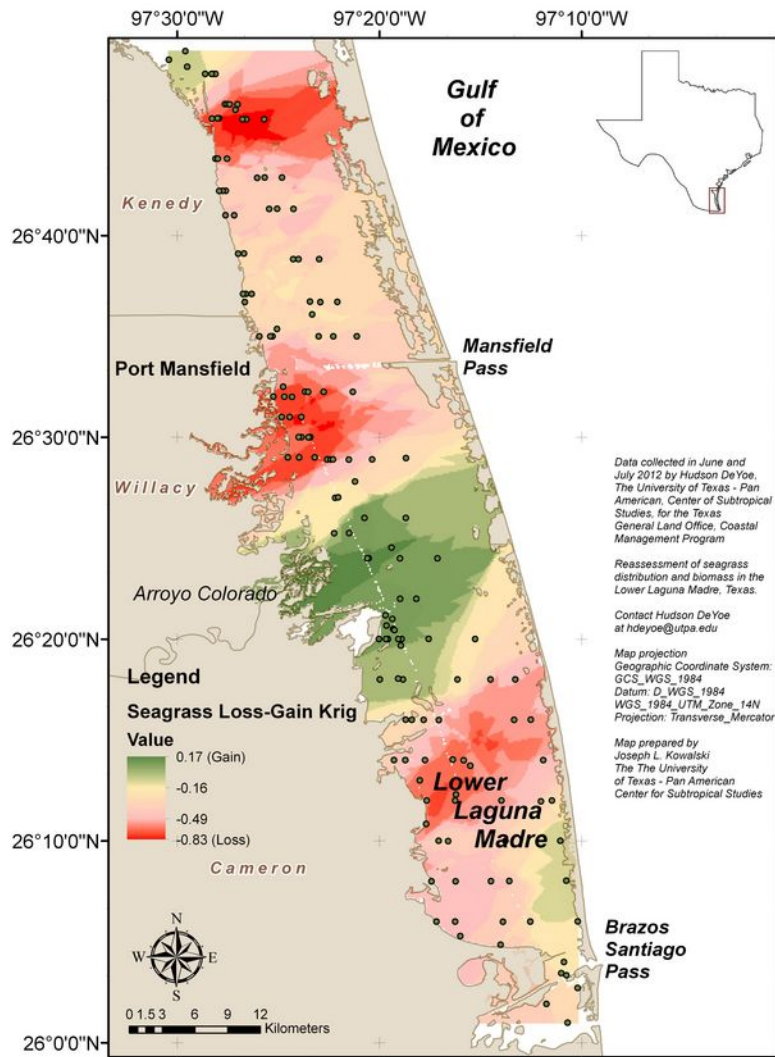 97°30'0"W 97°20'0"W 97°10'0"W
Gulf
of
Mexico
Kenedy
26°40'0"N
Mansfield
Pass
Port Mansfield
26°30'0"N
Willacy
Data collected in June and
July 2012 by Hudson DeYoe,
The University of Texas - Pan
American, Center of Subtropical
Studies, for the Texas
General Land Office, Coastal
Management Program
Reassessment of seagrass
distribution and biomass in the
Lower Laguna Madre, Texas.
Contact Hudson DeYoe
at hdeyoe@utpa.edu
Map projection
Geographic Coordinate System:
GCS_WGS_1984
Datum: D_WGS_1984
WGS_1984_UTM_Zone_14N
Projection: Transverse_Mercator
Map prepared by
Joseph L. Kowalski
The The University
of Texas - Pan American
Center for Subtropical Studies
Arroyo Colorado
26°20'0"N
Legend
Seagrass Loss-Gain Krig
Value
0.17 (Gain)
-0.16
-0.49
-0.83 (Loss)
Lower
Laguna
Madre
26°10'0"N
Cameron
Brazos
Santiago
Pass
N
W E
S
0 1.5 3 6 9 12
Kilometers
26°0'0"N